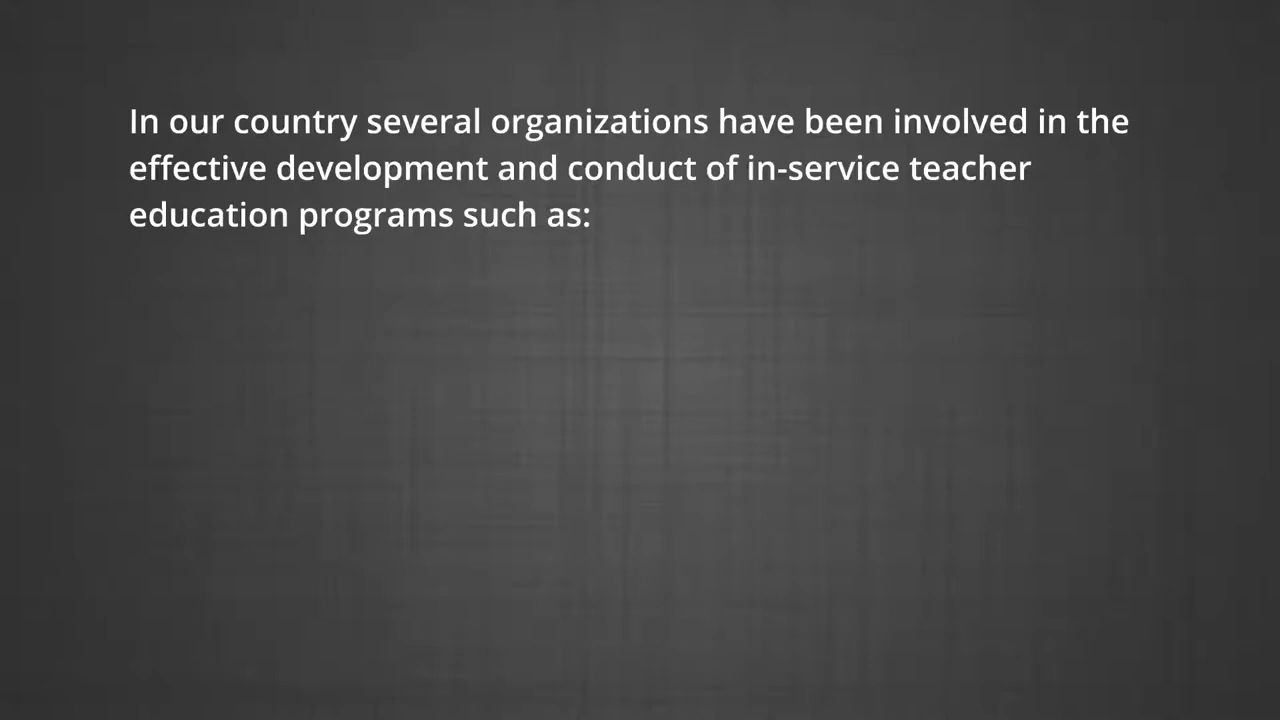 In our country several organizations have been involved in the
effective development and conduct of in-service teacher
education programs such as: